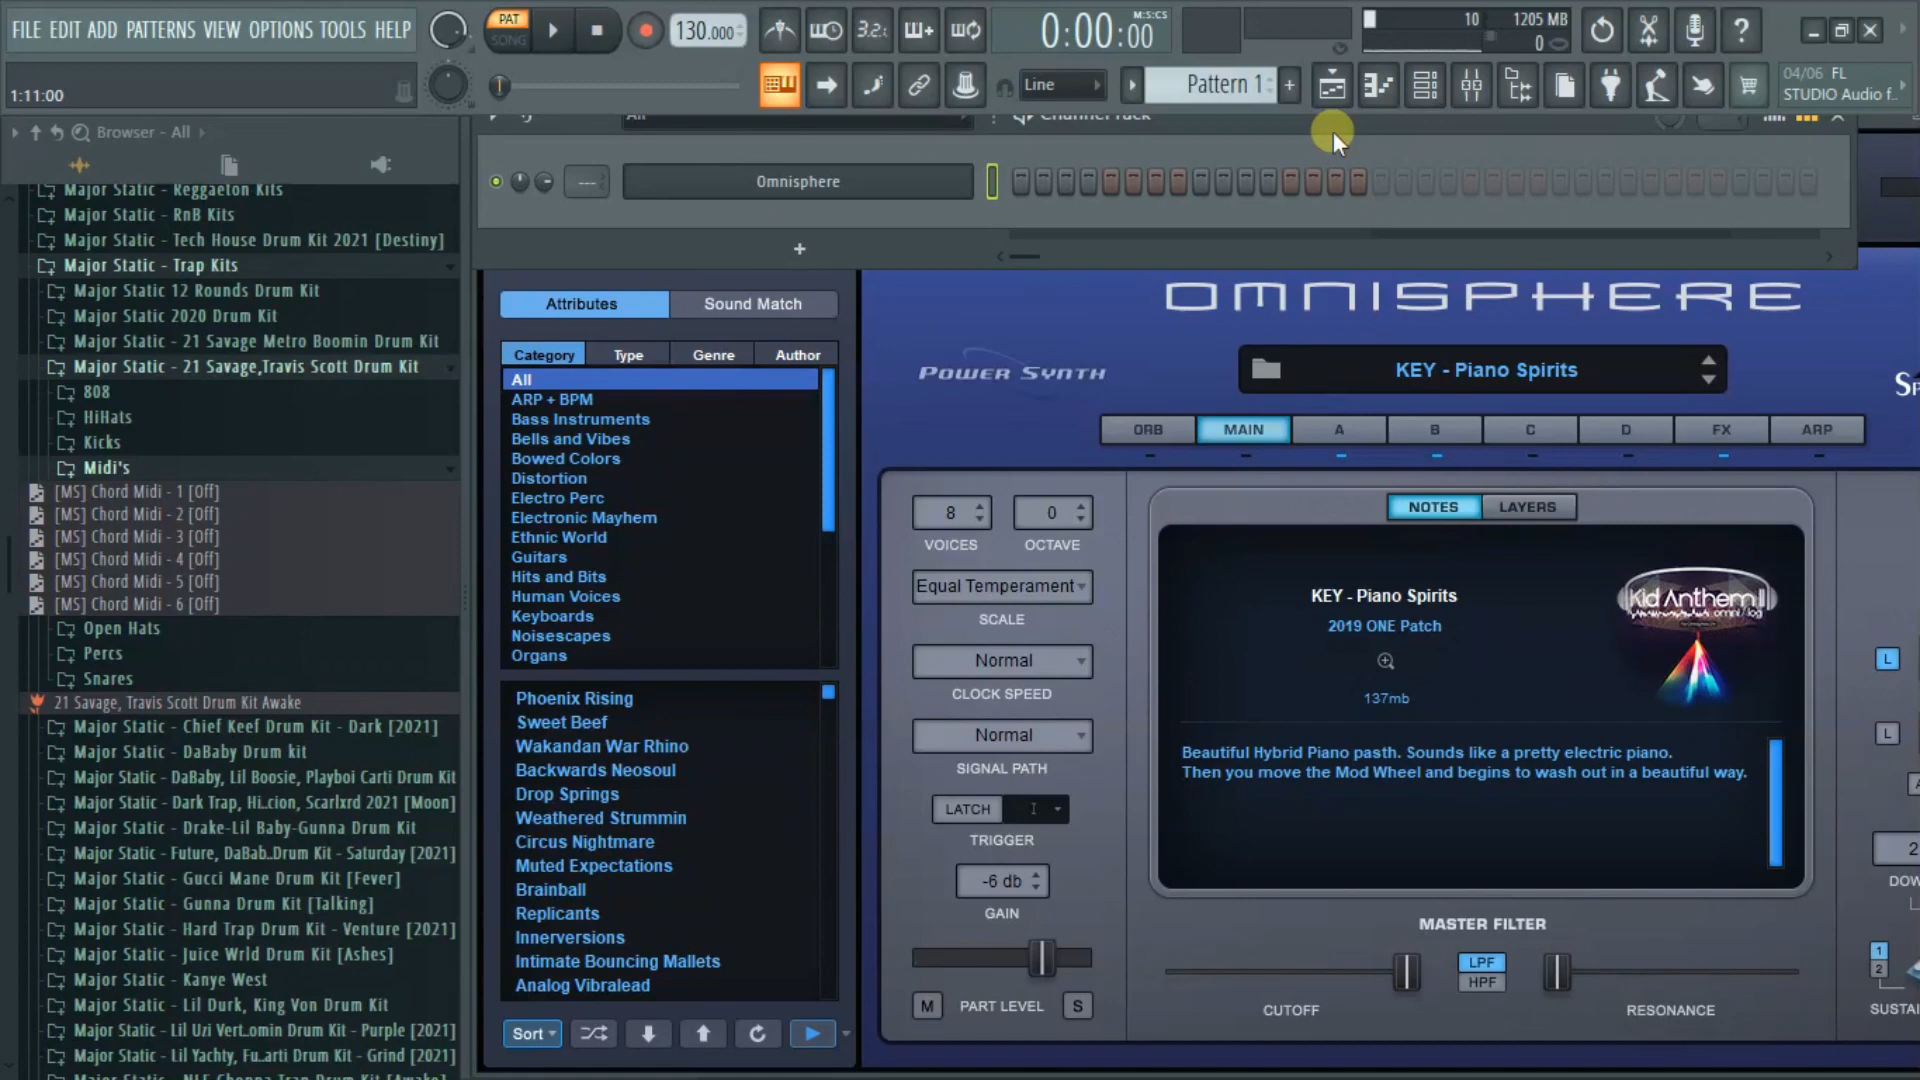 FILE EDIT ADD PATTERNS VIEW OPTIONS TOOLS HELP
PAT
SONG
130.000
3.2:
0:00:00
M:S:CS
10
1205 MB
0
1:11:00
Line
Pattern 1
04/06 FL
STUDIO Audio f..
Browser - All
All
Channel rack
Omnisphere
Major Static - Reggaeton Kits
Major Static - RnB Kits
Major Static - Tech House Drum Kit 2021 [Destiny]
Major Static - Trap Kits
Major Static 12 Rounds Drum Kit
Major Static 2020 Drum Kit
Major Static - 21 Savage Metro Boomin Drum Kit
Major Static - 21 Savage,Travis Scott Drum Kit
808
HiHats
Kicks
Midi's
[MS] Chord Midi - 1 [Off]
[MS] Chord Midi - 2 [Off]
[MS] Chord Midi - 3 [Off]
[MS] Chord Midi - 4 [Off]
[MS] Chord Midi - 5 [Off]
[MS] Chord Midi - 6 [Off]
Open Hats
Percs
Snares
21 Savage, Travis Scott Drum Kit Awake
Major Static - Chief Keef Drum Kit - Dark [2021]
Major Static - DaBaby Drum kit
Major Static - DaBaby, Lil Boosie, Playboi Carti Drum Kit
Major Static - Dark Trap, Hi..cion, Scarlxrd 2021 [Moon]
Major Static - Drake-Lil Baby-Gunna Drum Kit
Major Static - Future, DaBab..Drum Kit - Saturday [2021]
Major Static - Gucci Mane Drum Kit [Fever]
Major Static - Gunna Drum Kit [Talking]
Major Static - Hard Trap Drum Kit - Venture [2021]
Major Static - Juice Wrld Drum Kit [Ashes]
Major Static - Kanye West
Major Static - Lil Durk, King Von Drum Kit
Major Static - Lil Uzi Vert..omin Drum Kit - Purple [2021]
Major Static - Lil Yachty, Fu..arti Drum Kit - Grind [2021]
Major Static - NLE Choppa Trap Drum Kit [Awake]
Attributes
Sound Match
Category
Type
Genre
Author
All
ARP + BPM
Bass Instruments
Bells and Vibes
Bowed Colors
Distortion
Electro Perc
Electronic Mayhem
Ethnic World
Guitars
Hits and Bits
Human Voices
Keyboards
Noisescapes
Organs
Phoenix Rising
Sweet Beef
Wakandan War Rhino
Backwards Neosoul
Drop Springs
Weathered Strummin
Circus Nightmare
Muted Expectations
Brainball
Replicants
Innerversions
Intimate Bouncing Mallets
Analog Vibralead
Sort
OMNISPHERE
POWER SYNTH
KEY - Piano Spirits
ORB
MAIN
A
B
C
D
FX
ARP
8
0
VOICES
OCTAVE
Equal Temperament
SCALE
Normal
CLOCK SPEED
Normal
SIGNAL PATH
LATCH
TRIGGER
-6 db
GAIN
M
PART LEVEL
S
NOTES
LAYERS
KEY - Piano Spirits
2019 ONE Patch
137mb
Kid Anthem II
Beautiful Hybrid Piano pasth. Sounds like a pretty electric piano.
Then you move the Mod Wheel and begins to wash out in a beautiful way.
MASTER FILTER
LPF
HPF
CUTOFF
RESONANCE
L
L
2
DOW
1
2
SUSTAI